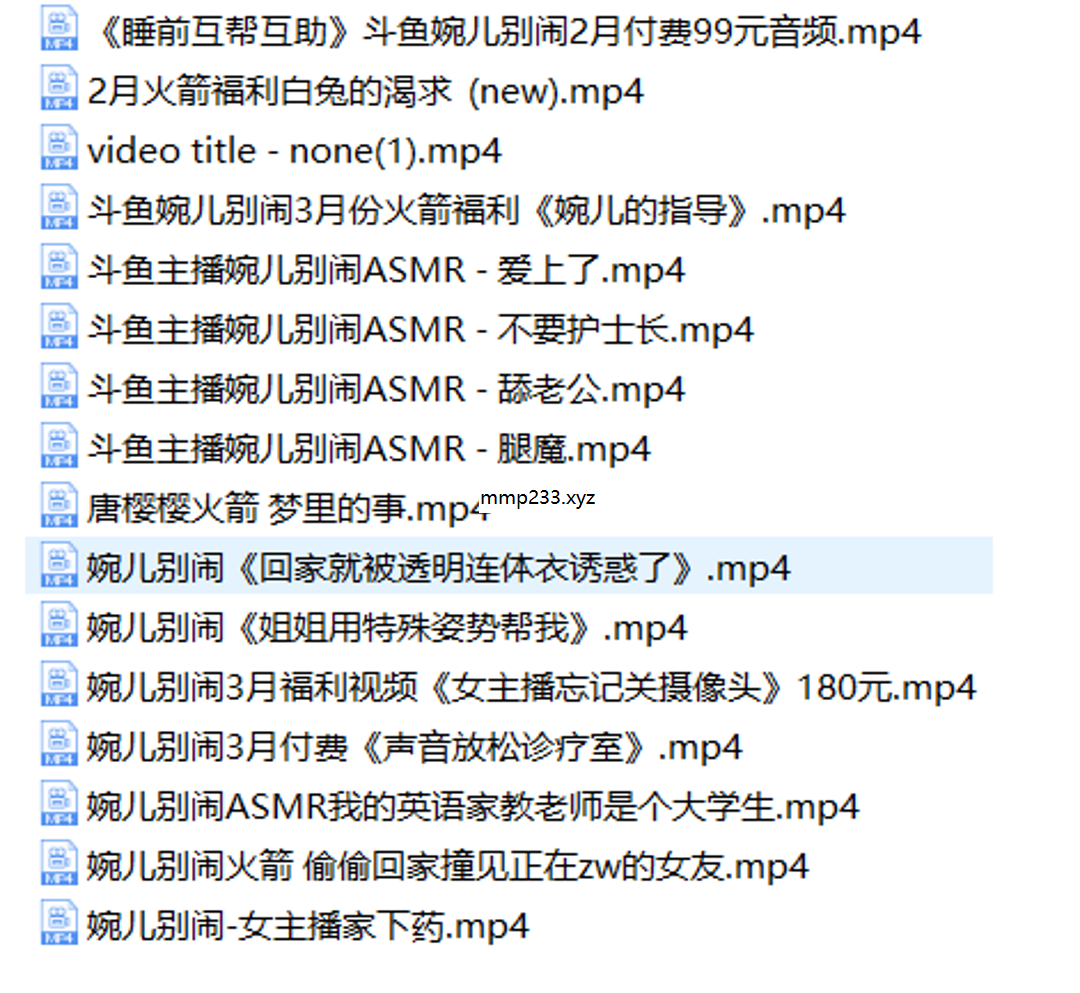 《睡前互帮互助》斗鱼婉儿别闹2月付费99元音频.mp4
2月火箭福利白兔的渴求 (new).mp4
video title - none(1).mp4
斗鱼婉儿别闹3月份火箭福利《婉儿的指导》.mp4
斗鱼主播婉儿别闹ASMR - 爱上了.mp4
斗鱼主播婉儿别闹ASMR - 不要护士长.mp4
斗鱼主播婉儿别闹ASMR - 舔老公.mp4
斗鱼主播婉儿别闹ASMR - 腿魔.mp4
唐樱樱火箭 梦里的事.mp4
mmp233.xyz
婉儿别闹《回家就被透明连体衣诱惑了》.mp4
婉儿别闹《姐姐用特殊姿势帮我》.mp4
婉儿别闹3月福利视频《女主播忘记关摄像头》180元.mp4
婉儿别闹3月付费《声音放松诊疗室》.mp4
婉儿别闹ASMR我的英语家教老师是个大学生.mp4
婉儿别闹火箭 偷偷回家撞见正在zw的女友.mp4
婉儿别闹-女主播家下药.mp4